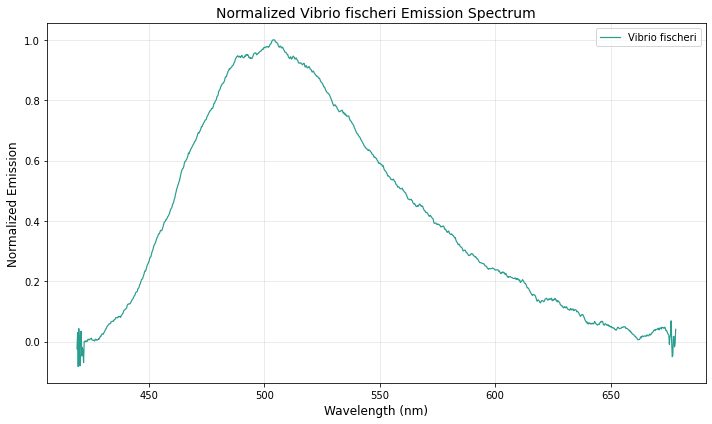 Normalized Vibrio fischeri Emission Spectrum
Vibrio fischeri
Normalized Emission
1.0
0.8
0.6
0.4
0.2
0.0
450 500 550 600 650
Wavelength (nm)